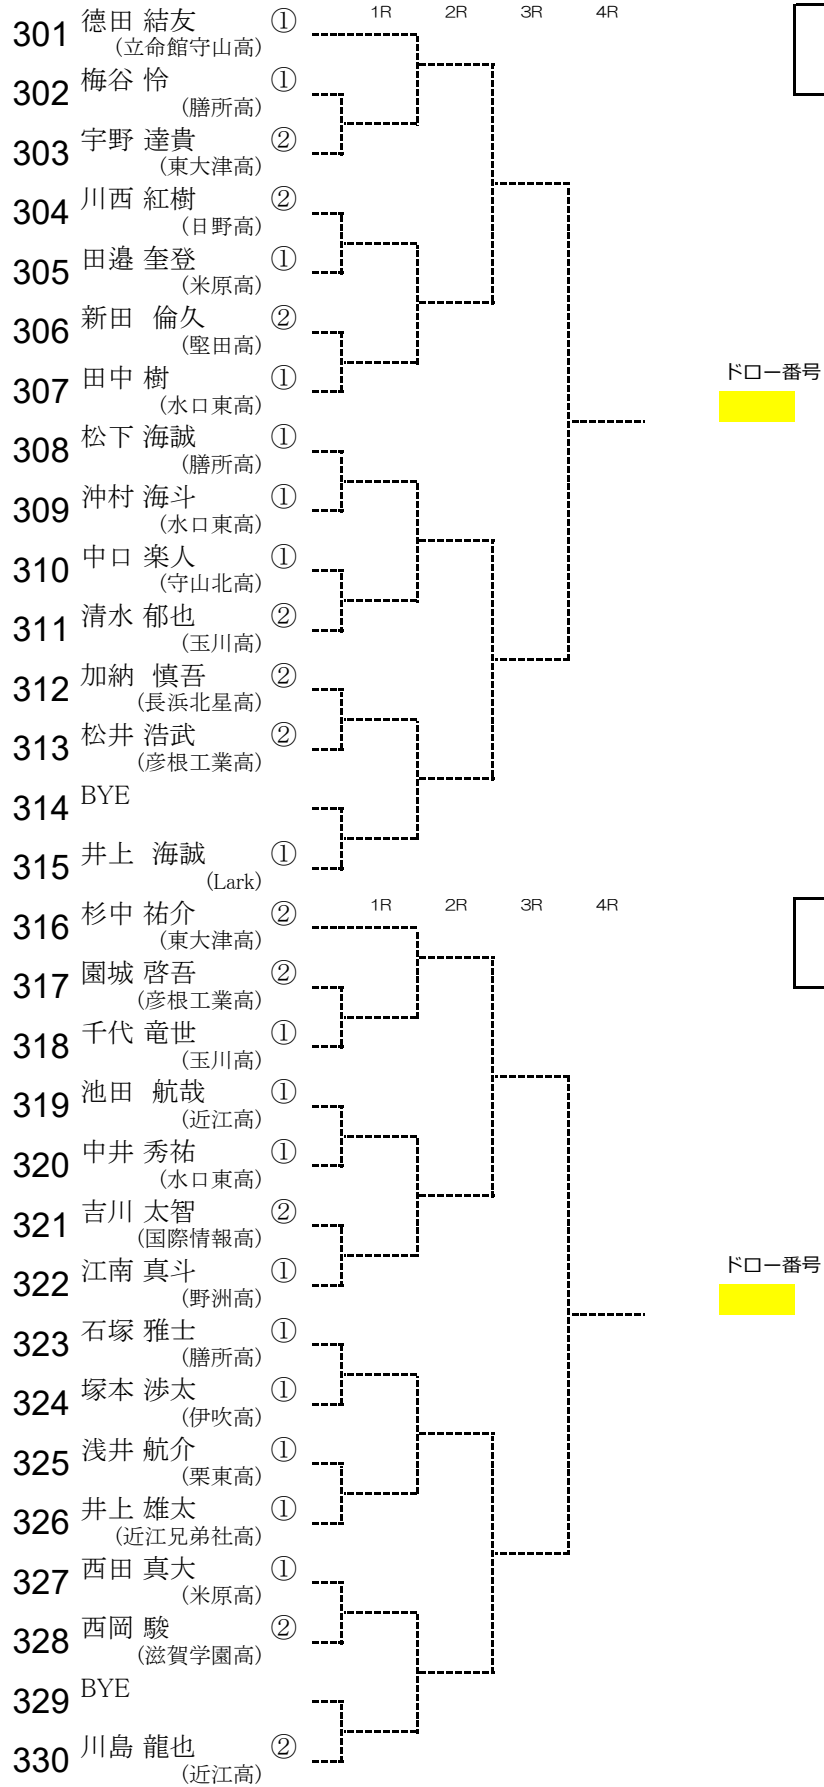 1R 2R 3R 4R
301 德田 結友 ①
(立命館守山高)
302 梅谷 怜 ①
(膳所高)
303 宇野 達貴 ②
(東大津高)
304 川西 紅樹 ②
(日野高)
305 田邉 奎登 ①
(米原高)
306 新田 倫久 ②
(堅田高)
307 田中 樹 ①
(水口東高)
ドロー番号
308 松下 海誠 ①
(膳所高)
309 沖村 海斗 ①
(水口東高)
310 中口 楽人 ①
(守山北高)
311 清水 郁也 ②
(玉川高)
312 加納 慎吾 ②
(長浜北星高)
313 松井 浩武 ②
(彦根工業高)
314 BYE
315 井上 海誠 ①
(Lark)
1R 2R 3R 4R
316 杉中 祐介 ②
(東大津高)
317 園城 啓吾 ②
(彦根工業高)
318 千代 竜世 ①
(玉川高)
319 池田 航哉 ①
(近江高)
320 中井 秀祐 ①
(水口東高)
321 吉川 太智 ②
(国際情報高)
322 江南 真斗 ①
(野洲高)
ドロー番号
323 石塚 雅士 ①
(膳所高)
324 塚本 渉太 ①
(伊吹高)
325 浅井 航介 ①
(栗東高)
326 井上 雄太 ①
(近江兄弟社高)
327 西田 真大 ①
(米原高)
328 西岡 駿 ②
(滋賀学園高)
329 BYE
330 川島 龍也 ②
(近江高)